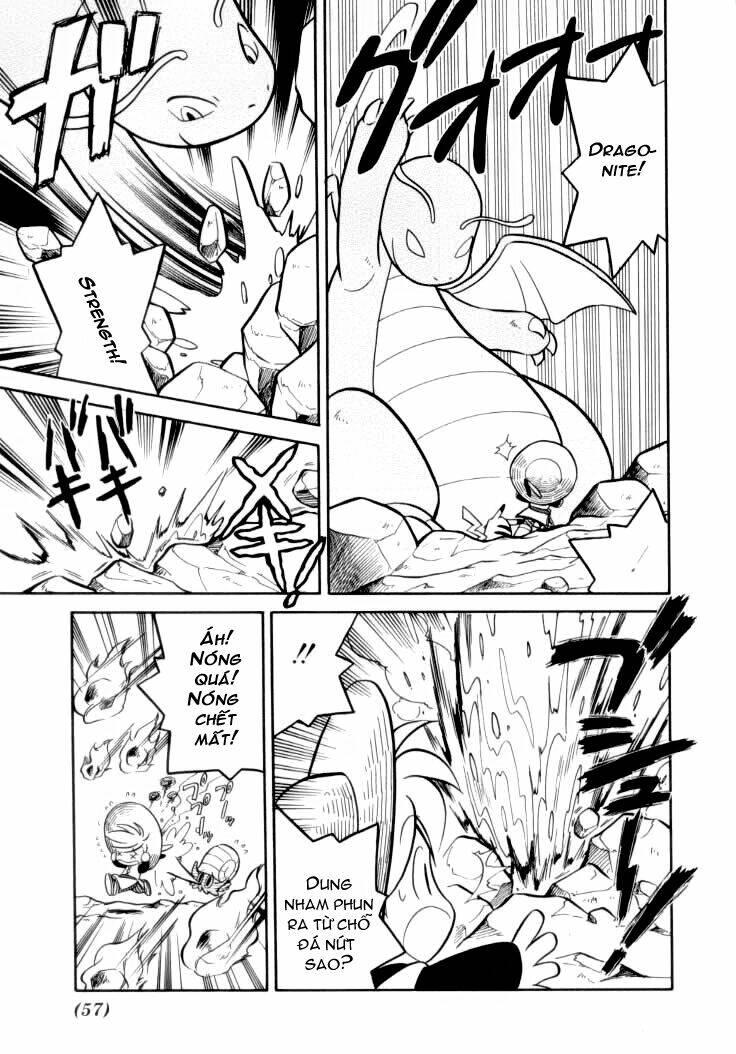 グオオオ
DRAGO-
NITE!
ガ
STRENGTH!
バキ
バキ
メキ!
ブシュ!!
!!
DUNG
NHAM PHUN
RA TỪ CHỖ
ĐÁ NỨT
SAO?
ÁH!
NÓNG
QUÁ!
NÓNG
CHẾT
MẤT!
(57)